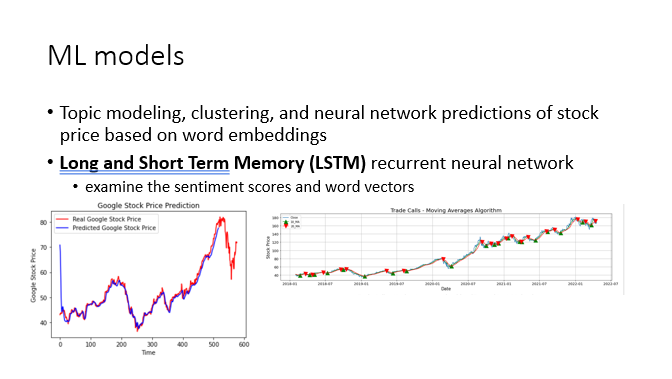 ML models
• Topic modeling, clustering, and neural network predictions of stock
price based on word embeddings
• Long and Short Term Memory (LSTM) recurrent neural network
• examine the sentiment scores and word vectors
Google Stock Price Prediction
Real Google Stock Price
Predicted Google Stock Price
Google Stock Price
80
70
60
50
40
0 100 200 300 400 500 600
Time
Trade Calls - Moving Averages Algorithm
Stock Price
180
160
140
120
100
80
60
40
Close
2018-01 2018-07 2019-01 2019-07 2020-01 2020-07 2021-01 2021-07 2022-01 2022-07
Date